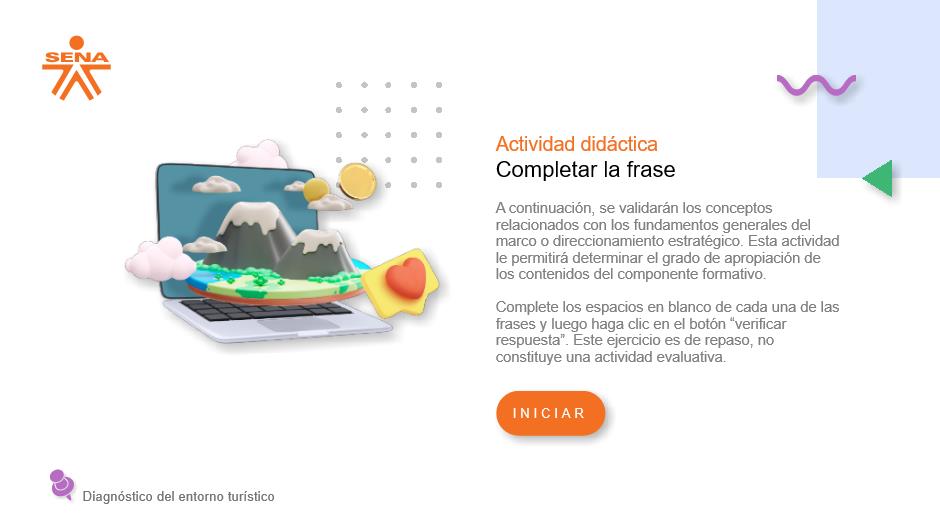 SENA
Actividad didáctica
Completar la frase
A continuación, se validarán los conceptos
relacionados con los fundamentos generales del
marco o direccionamiento estratégico. Esta actividad
le permitirá determinar el grado de apropiación de
los contenidos del componente formativo.
Complete los espacios en blanco de cada una de las
frases y luego haga clic en el botón “verificar
respuesta”. Este ejercicio es de repaso, no
constituye una actividad evaluativa.
INICIAR
Diagnóstico del entorno turístico